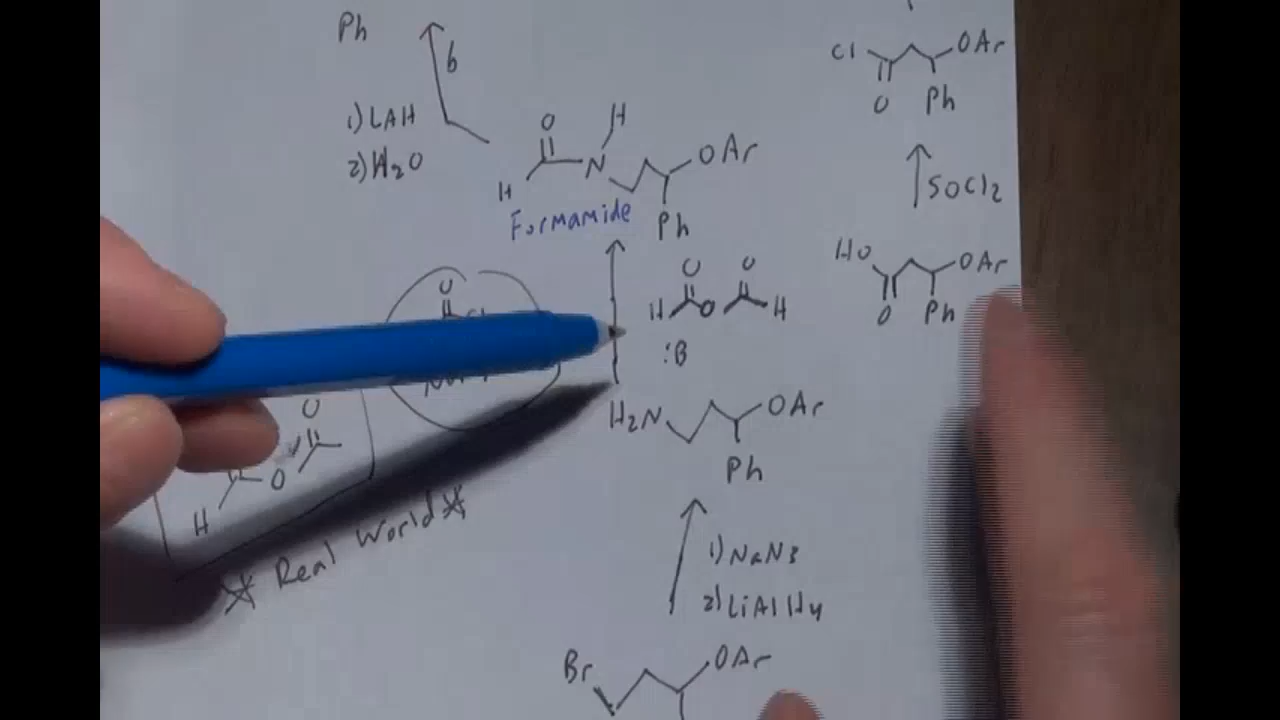 Ph
b
1) LAH
2) H2O
O
H
N
H
OAr
Ph
Formamide
Cl
O
OAr
Ph
SOCl2
HO
O
OAr
Ph
O
O
H
O
H
:B
O
H2N
OAr
Ph
O
O
H
* Real World *
1) NaN3
2) LiAlH4
Br
OAr